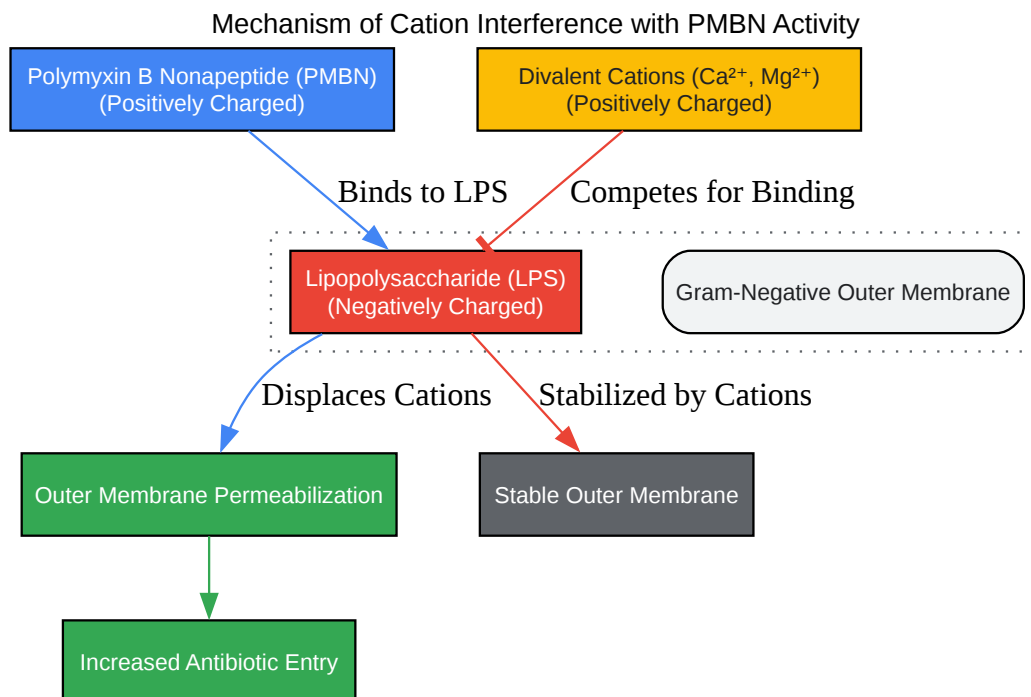 Mechanism of Cation Interference with PMBN Activity
Polymyxin B Nonapeptide (PMBN)
(Positively Charged)
Divalent Cations (Ca²⁺, Mg²⁺)
(Positively Charged)
Binds to LPS
Competes for Binding
Lipopolysaccharide (LPS)
(Negatively Charged)
Gram-Negative Outer Membrane
Displaces Cations
Stabilized by Cations
Outer Membrane Permeabilization
Stable Outer Membrane
Increased Antibiotic Entry